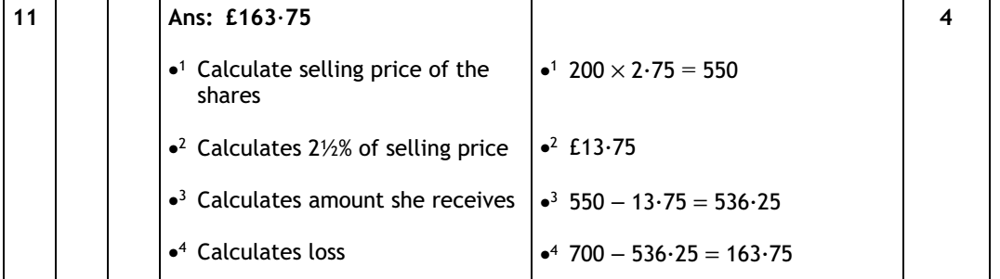 11 Ans: £163·75 4
•¹ Calculate selling price of the shares •¹ 200 × 2·75 = 550
•² Calculates 2½% of selling price •² £13·75
•³ Calculates amount she receives •³ 550 − 13·75 = 536·25
•⁴ Calculates loss •⁴ 700 − 536·25 = 163·75